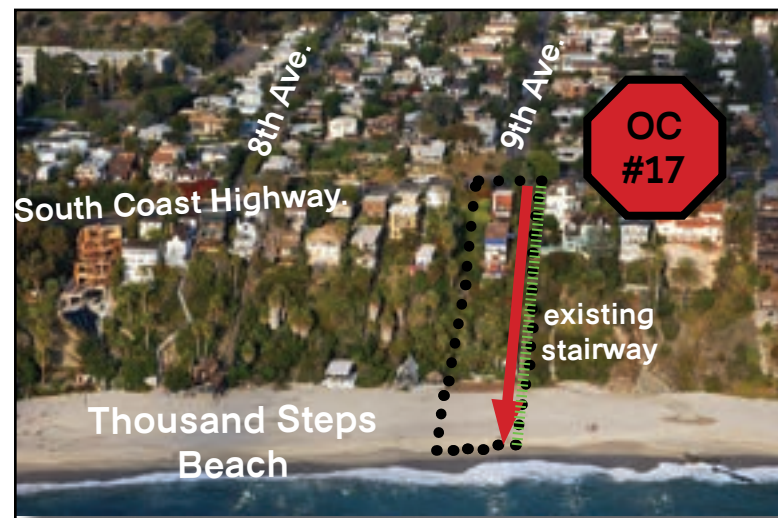 8th Ave.
9th Ave.
OC
#17
South Coast Highway.
existing
stairway
Thousand Steps
Beach